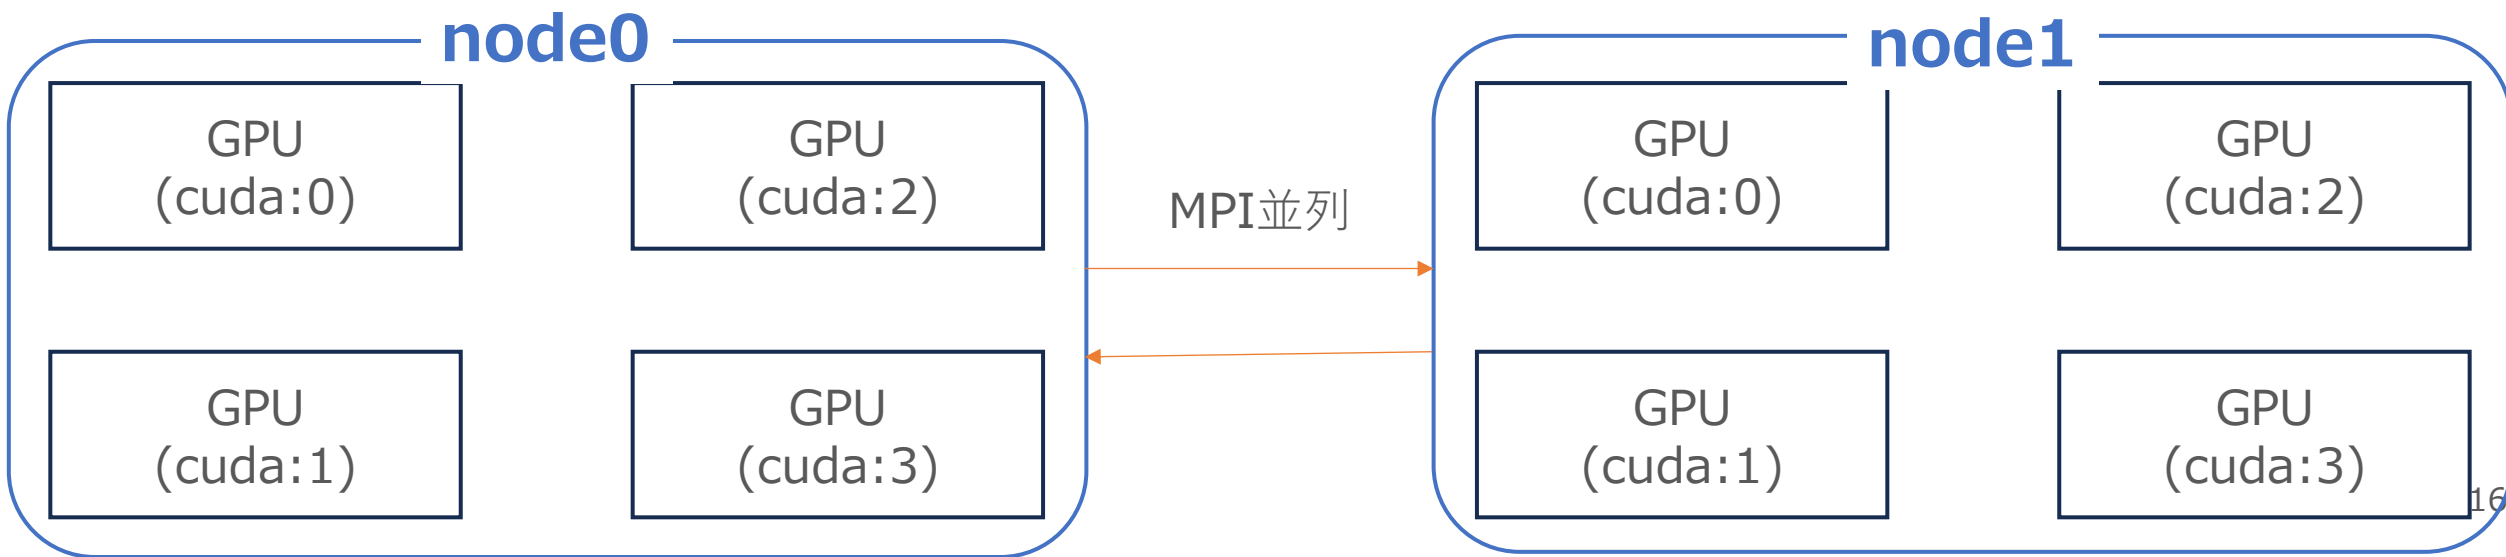 node0
GPU
(cuda:0)
GPU
(cuda:2)
GPU
(cuda:1)
GPU
(cuda:3)
MPI並列
node1
GPU
(cuda:0)
GPU
(cuda:2)
GPU
(cuda:1)
GPU
(cuda:3)
16